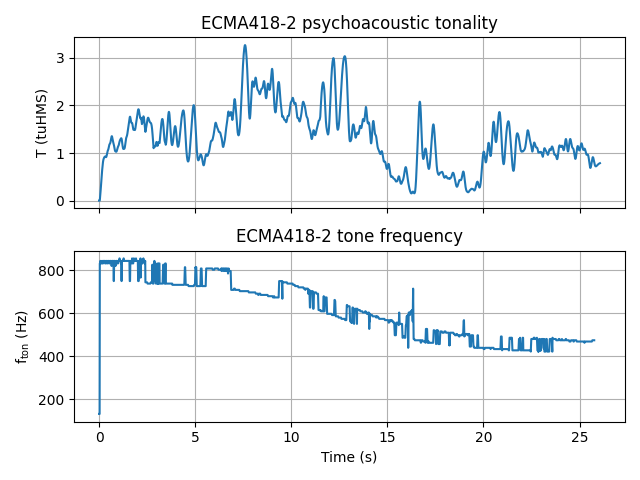 ECMA418-2 psychoacoustic tonality
T (tuHMS)
3
2
1
0
ECMA418-2 tone frequency
f_ton (Hz)
800
600
400
200
0
5
10
15
20
25
Time (s)